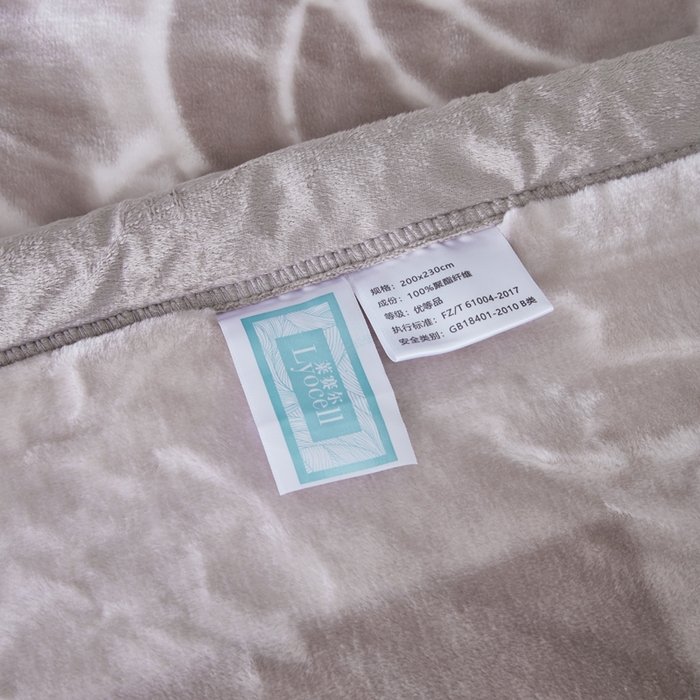 规格：200x230cm
成份：100%聚酯纤维
等级：优等品
执行标准：FZ/T 61004-2017
安全类别：GB18401-2010 B类
莱赛尔
Lyocell